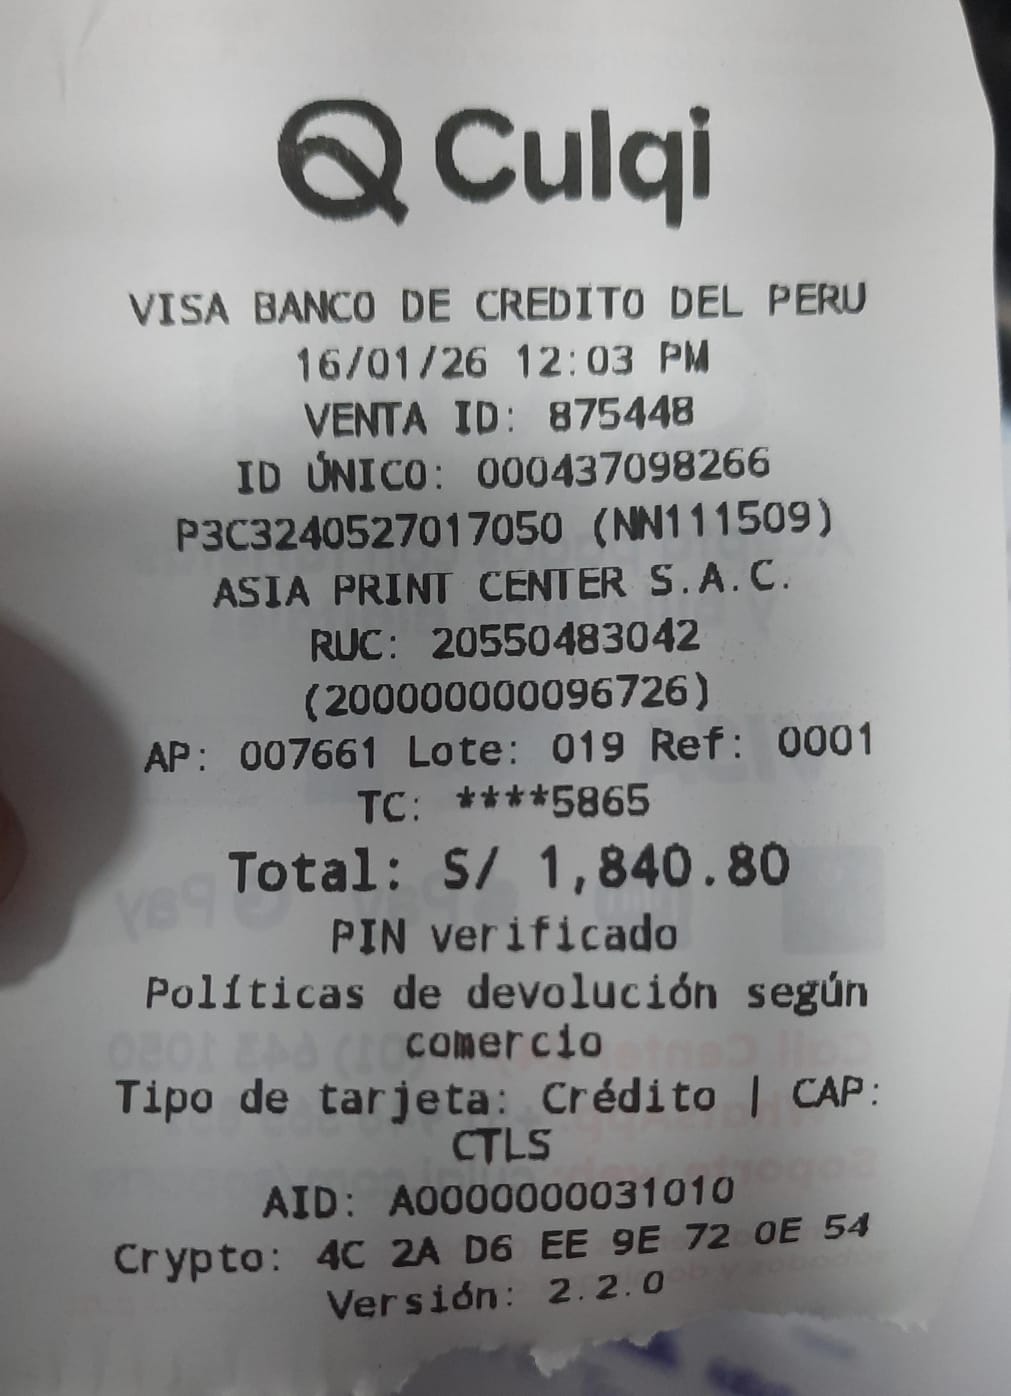 Culqi
VISA BANCO DE CREDITO DEL PERU
16/01/26 12:03 PM
VENTA ID: 875448
ID ÚNICO: 000437098266
P3C3240527017050 (NN111509)
ASIA PRINT CENTER S.A.C.
RUC: 20550483042
(200000000096726)
AP: 007661 Lote: 019 Ref: 0001
TC: ****5865
Total: S/ 1,840.80
PIN verificado
Políticas de devolución según
comercio
Tipo de tarjeta: Crédito | CAP:
CTLS
AID: A0000000031010
Crypto: 4C 2A D6 EE 9E 72 0E 54
Versión: 2.2.0